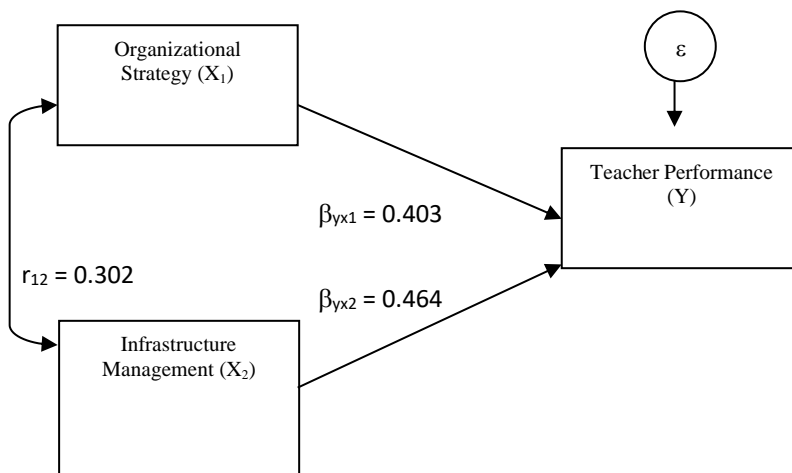 Organizational
Strategy (X₁)
ε
Teacher Performance
(Y)
βyx1 = 0.403
r₁₂ = 0.302
βyx2 = 0.464
Infrastructure
Management (X₂)